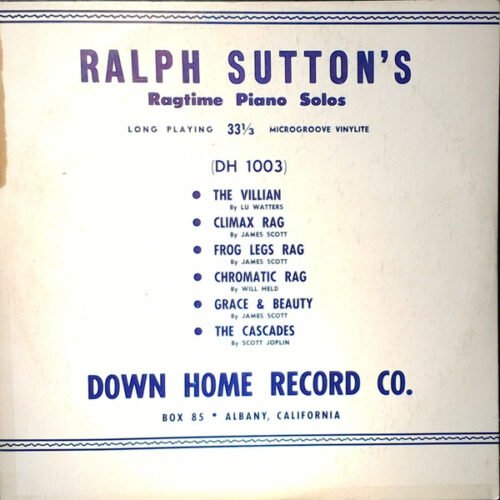 RALPH SUTTON'S
Ragtime Piano Solos
LONG PLAYING 33⅓ MICROGROOVE VINYLITE
(DH 1003)
• THE VILLIAN
By LU WATTERS
• CLIMAX RAG
By JAMES SCOTT
• FROG LEGS RAG
By JAMES SCOTT
• CHROMATIC RAG
By WILL HELD
• GRACE & BEAUTY
By JAMES SCOTT
• THE CASCADES
By SCOTT JOPLIN
DOWN HOME RECORD CO.
BOX 85 * ALBANY, CALIFORNIA